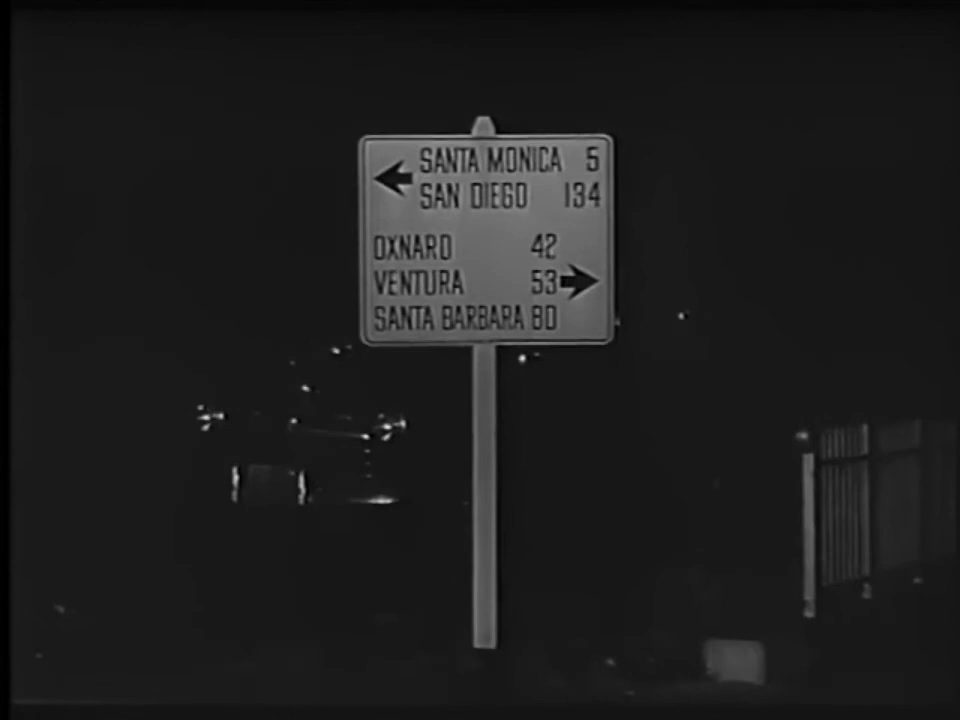 SANTA MONICA 5
SAN DIEGO 134
OXNARD 42
VENTURA 53
SANTA BARBARA 80